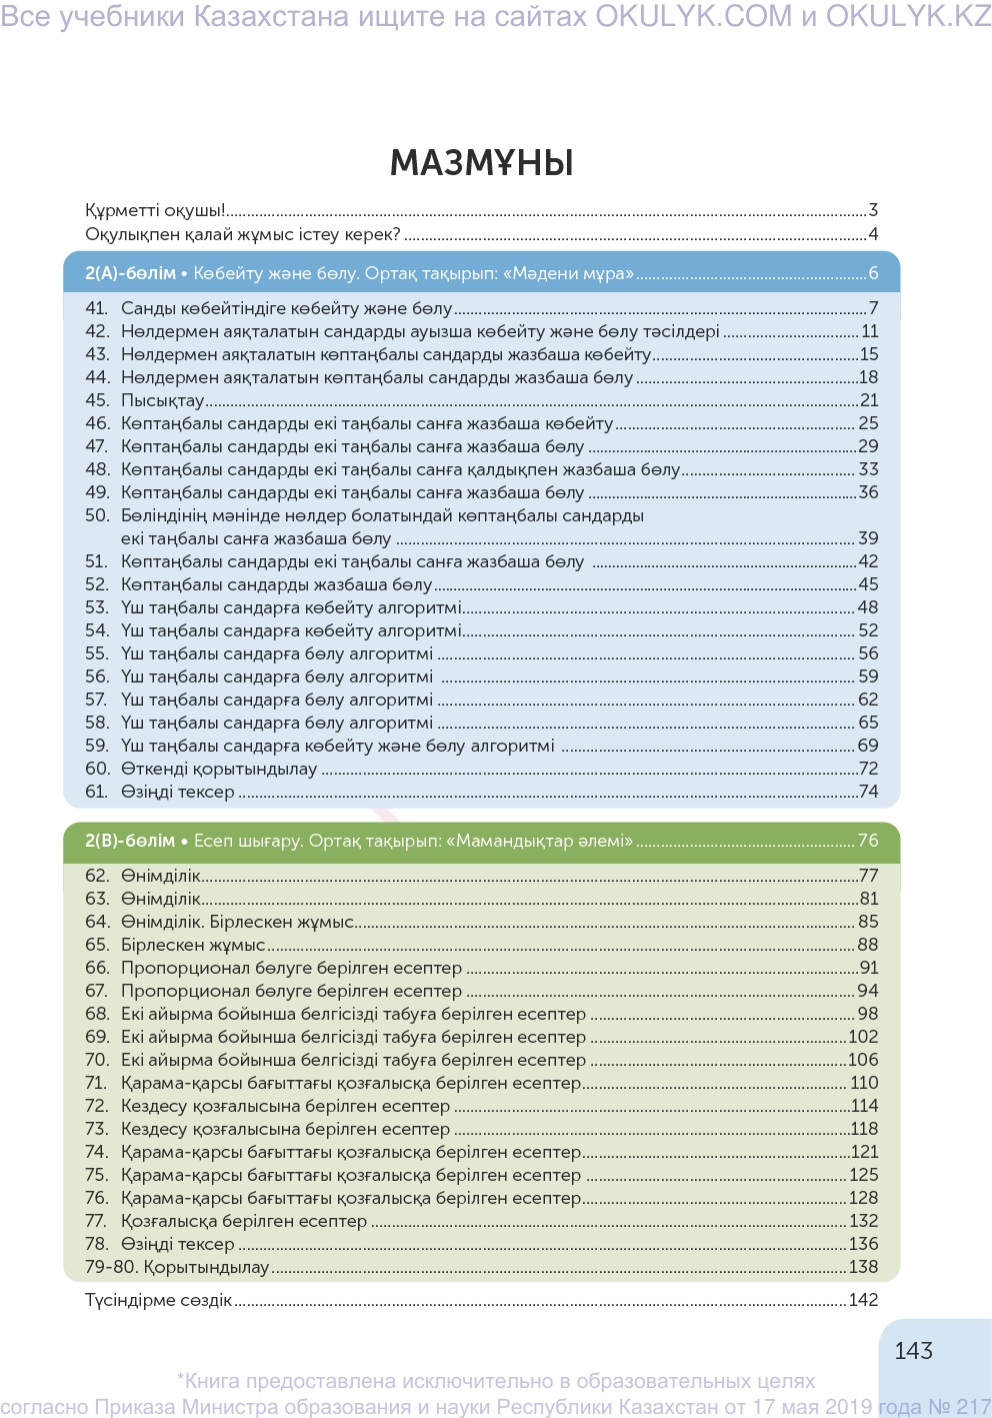 Все учебники Казахстана ищите на сайтах OKULYK.COM и OKULYK.KZ
МАЗМҰНЫ
Құрметті оқушы!..........3
Оқулықпен қалай жұмыс істеу керек?..........4
2(A)-бөлім • Көбейту және бөлу. Ортақ тақырып: «Мәдени мұра»..........6
41. Санды көбейтіндіге көбейту және бөлу..........7
42. Нөлдермен аяқталатын сандарды ауызша көбейту және бөлу тәсілдері..........11
43. Нөлдермен аяқталатын көптаңбалы сандарды жазбаша көбейту..........15
44. Нөлдермен аяқталатын көптаңбалы сандарды жазбаша бөлу..........18
45. Пысықтау..........21
46. Көптаңбалы сандарды екі таңбалы санға жазбаша көбейту..........25
47. Көптаңбалы сандарды екі таңбалы санға жазбаша бөлу..........29
48. Көптаңбалы сандарды екі таңбалы санға қалдықпен жазбаша бөлу..........33
49. Көптаңбалы сандарды екі таңбалы санға жазбаша бөлу..........36
50. Бөліндінің мәнінде нөлдер болатындай көптаңбалы сандарды
екі таңбалы санға жазбаша бөлу..........39
51. Көптаңбалы сандарды екі таңбалы санға жазбаша бөлу..........42
52. Көптаңбалы сандарды жазбаша бөлу..........45
53. Үш таңбалы сандарға көбейту алгоритмі..........48
54. Үш таңбалы сандарға көбейту алгоритмі..........52
55. Үш таңбалы сандарға бөлу алгоритмі..........56
56. Үш таңбалы сандарға бөлу алгоритмі..........59
57. Үш таңбалы сандарға бөлу алгоритмі..........62
58. Үш таңбалы сандарға бөлу алгоритмі..........65
59. Үш таңбалы сандарға көбейту және бөлу алгоритмі..........69
60. Өткенді қорытындылау..........72
61. Өзіңді тексер..........74
2(B)-бөлім • Есеп шығару. Ортақ тақырып: «Мамандықтар әлемі»..........76
62. Өнімділік..........77
63. Өнімділік..........81
64. Өнімділік. Бірлескен жұмыс..........85
65. Бірлескен жұмыс..........88
66. Пропорционал бөлуге берілген есептер..........91
67. Пропорционал бөлуге берілген есептер..........94
68. Екі айырма бойынша белгісізді табуға берілген есептер..........98
69. Екі айырма бойынша белгісізді табуға берілген есептер..........102
70. Екі айырма бойынша белгісізді табуға берілген есептер..........106
71. Қарама-қарсы бағыттағы қозғалысқа берілген есептер..........110
72. Кездесу қозғалысына берілген есептер..........114
73. Кездесу қозғалысына берілген есептер..........118
74. Қарама-қарсы бағыттағы қозғалысқа берілген есептер..........121
75. Қарама-қарсы бағыттағы қозғалысқа берілген есептер..........125
76. Қарама-қарсы бағыттағы қозғалысқа берілген есептер..........128
77. Қозғалысқа берілген есептер..........132
78. Өзіңді тексер..........136
79-80. Қорытындылау..........138
Түсіндірме сөздік..........142
143
*Книга предоставлена исключительно в образовательных целях
согласно Приказа Министра образования и науки Республики Казахстан от 17 мая 2019 года № 217